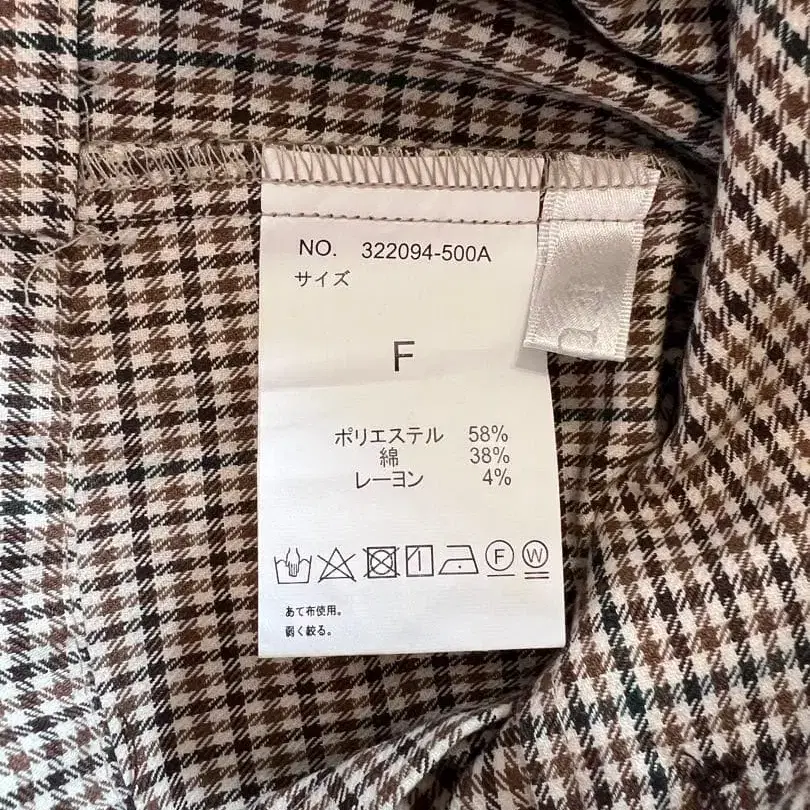 NO. 322094-500A
サイズ
F
ポリエステル 58%
綿 38%
レーヨン 4%
F W
あて布使用。
弱く絞る。